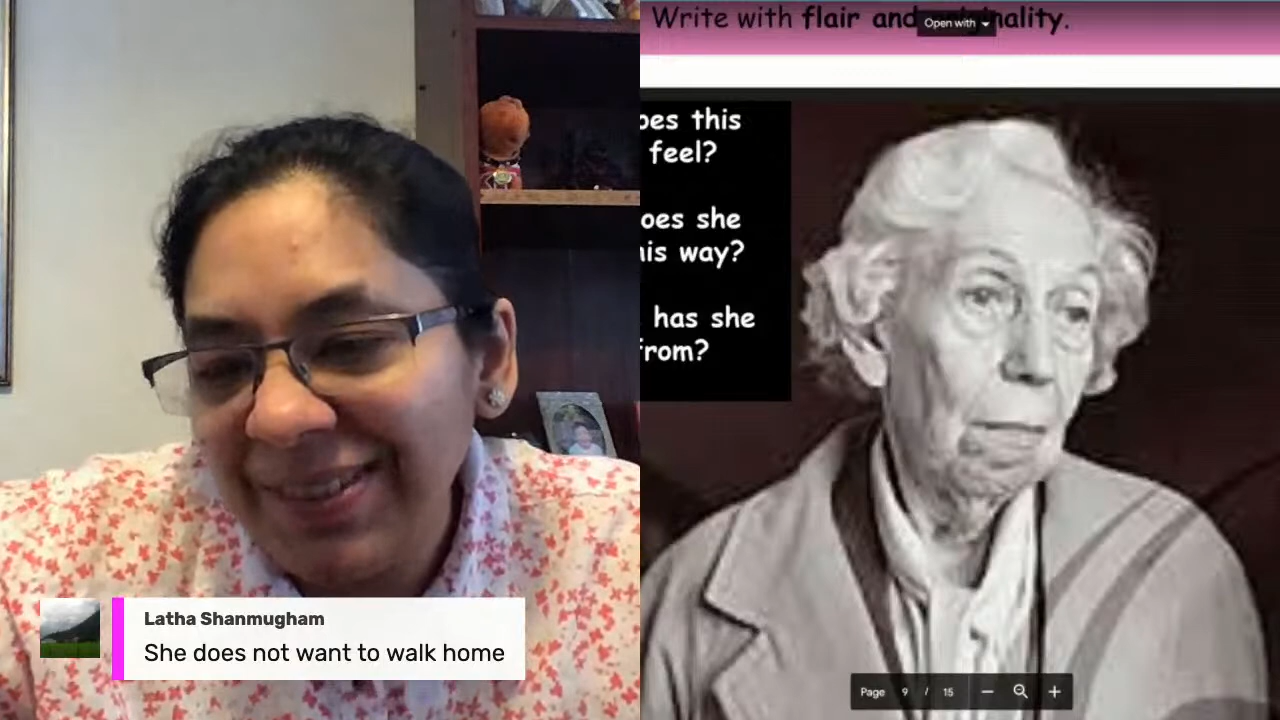 Write with flair and
Open with
oes this
feel?
oes she
is way?
has she
from?
Latha Shanmugham
She does not want to walk home
Page 9 / 15